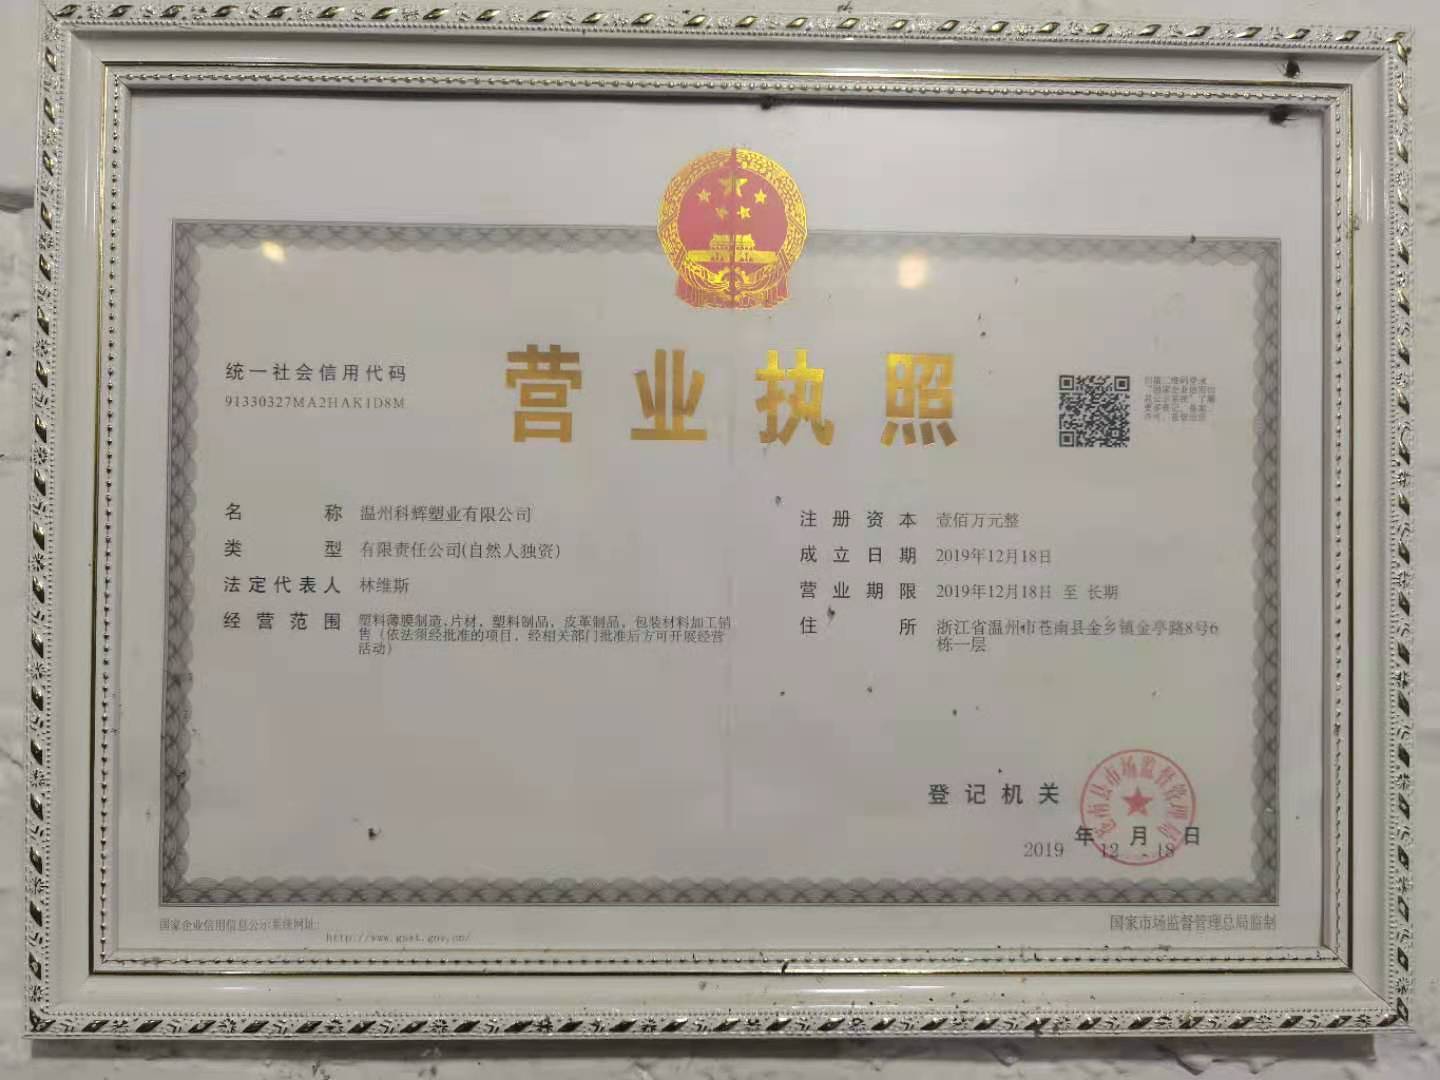 营业执照
统一社会信用代码
91330327MA2HAK1D8M
名称 温州科辉塑业有限公司
类型 有限责任公司(自然人独资)
法定代表人 林维斯
经营范围 塑料薄膜制造,片材,塑料制品,皮革制品,包装材料加工销
售(依法须经批准的项目,经相关部门批准后方可开展经营
活动)
注册资本 壹佰万元整
成立日期 2019年12月18日
营业期限 2019年12月18日 至 长期
住所 浙江省温州市苍南县金乡镇金亭路8号6
栋一层
登记机关
苍南县市场监督管理局
2019 年 12 月 18 日
国家企业信用信息公示系统网址:
国家市场监督管理总局监制